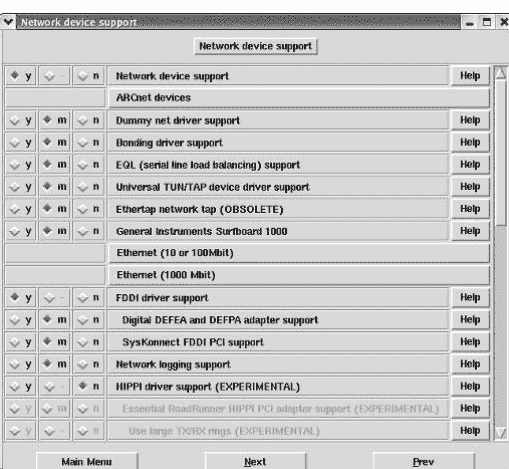 Network device support
Network device support
y - n Network device support Help
ARCnet devices
y m n Dummy net driver support Help
y m n Bonding driver support Help
y m n EQL (serial line load balancing) support Help
y m n Universal TUN/TAP device driver support Help
y m n Ethertap network tap (OBSOLETE) Help
y m n General Instruments Surfboard 1000 Help
Ethernet (10 or 100Mbit)
Ethernet (1000 Mbit)
y - n FDDI driver support Help
y m n Digital DEFEA and DEFPA adapter support Help
y m n SysKonnect FDDI PCI support Help
y m n Network logging support Help
y - n HIPPI driver support (EXPERIMENTAL) Help
y m n Essential RoadRunner HIPPI PCI adapter support (EXPERIMENTAL) Help
y - n Use large TX/RX rings (EXPERIMENTAL) Help
Main Menu Next Prev